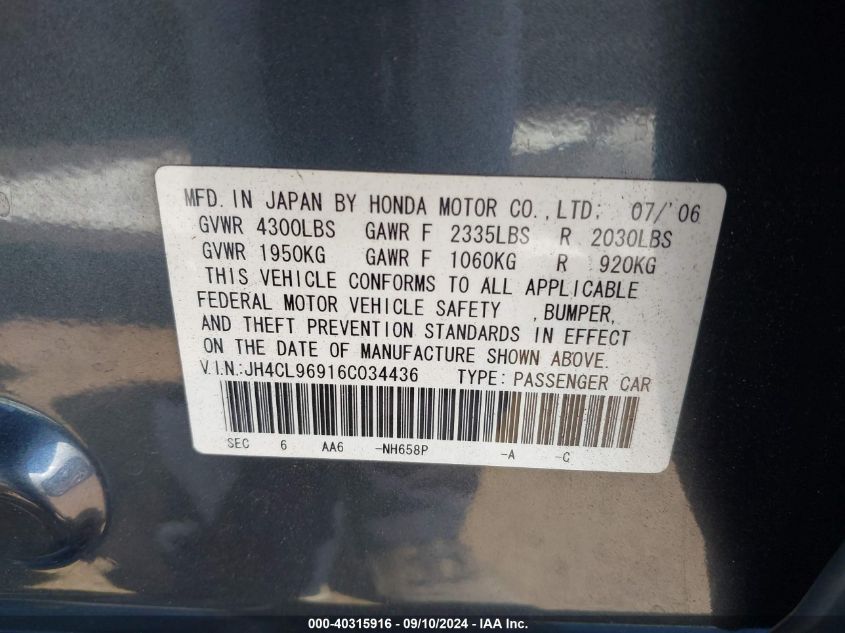 MFD. IN JAPAN BY HONDA MOTOR CO., LTD. 07/'06
GVWR 4300LBS GAWR F 2335LBS R 2030LBS
GVWR 1950KG GAWR F 1060KG R 920KG
THIS VEHICLE CONFORMS TO ALL APPLICABLE
FEDERAL MOTOR VEHICLE SAFETY ,BUMPER,
AND THEFT PREVENTION STANDARDS IN EFFECT
ON THE DATE OF MANUFACTURE SHOWN ABOVE.
V.I.N.:JH4CL96916C034436 TYPE: PASSENGER CAR
SEC 6 AA6 -NH658P -A -C
000-40315916 - 09/10/2024 - IAA Inc.